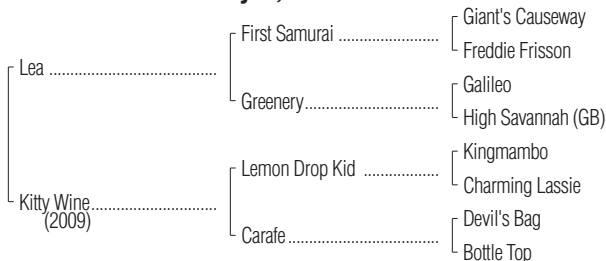 Giant's Causeway
First Samurai ......................
Freddie Frisson
Lea ..........................................
Galileo
Greenery.................................
High Savannah (GB)
Kingmambo
Lemon Drop Kid ...................
Charming Lassie
Kitty Wine...............................
(2009)
Devil's Bag
Carafe.....................................
Bottle Top